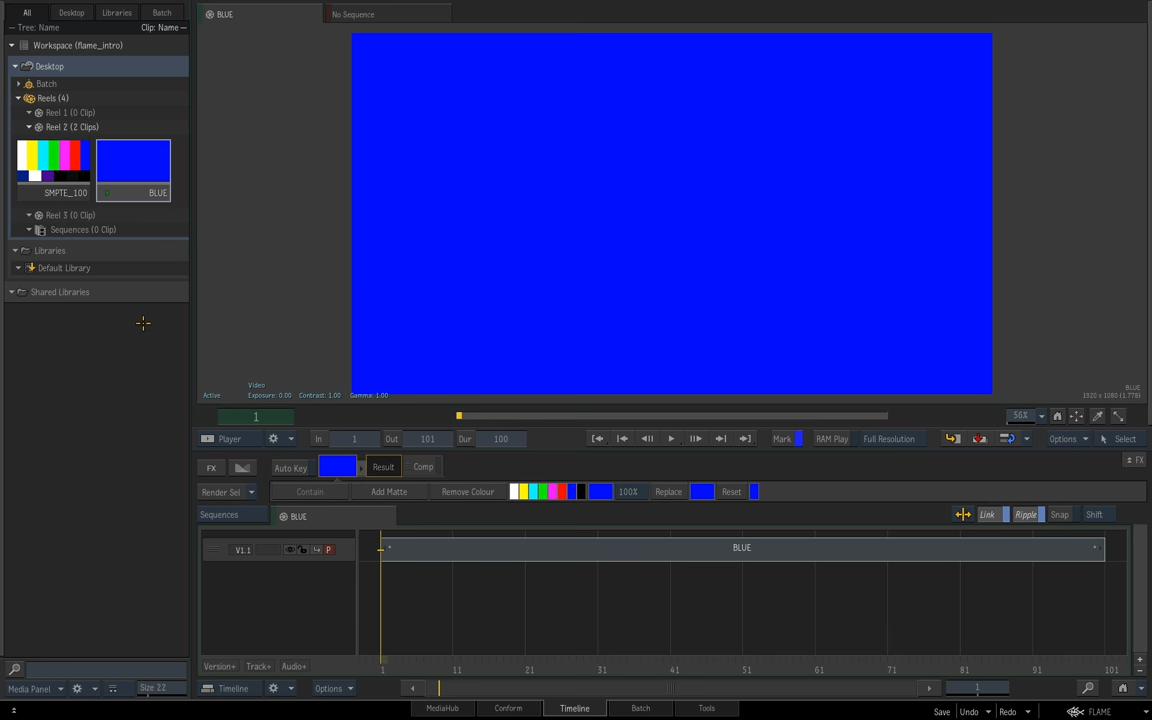 All Desktop Libraries Batch
Tree: Name Clip: Name
Workspace (flame_intro)
Desktop
Batch
Reels (4)
Reel 1 (0 Clip)
Reel 2 (2 Clips)
SMPTE_100 BLUE
Reel 3 (0 Clip)
Sequences (0 Clip)
Libraries
Default Library
Shared Libraries
Media Panel Size 22
BLUE No Sequence
Video
Active Exposure: 0.00 Contrast: 1.00 Gamma: 1.00
BLUE
1920 x 1080 (1.778)
1 56%
Player In 1 Out 101 Dur 100 Mark RAM Play Full Resolution Options Select
FX Auto Key Result Comp FX
Render Sel Contain Add Matte Remove Colour 100% Replace Reset
Sequences BLUE Link Ripple Snap Shift
V1.1 P BLUE
Version+ Track+ Audio+ 1 11 21 31 41 51 61 71 81 91 101
Timeline Options 1
MediaHub Conform Timeline Batch Tools Save Undo Redo FLAME